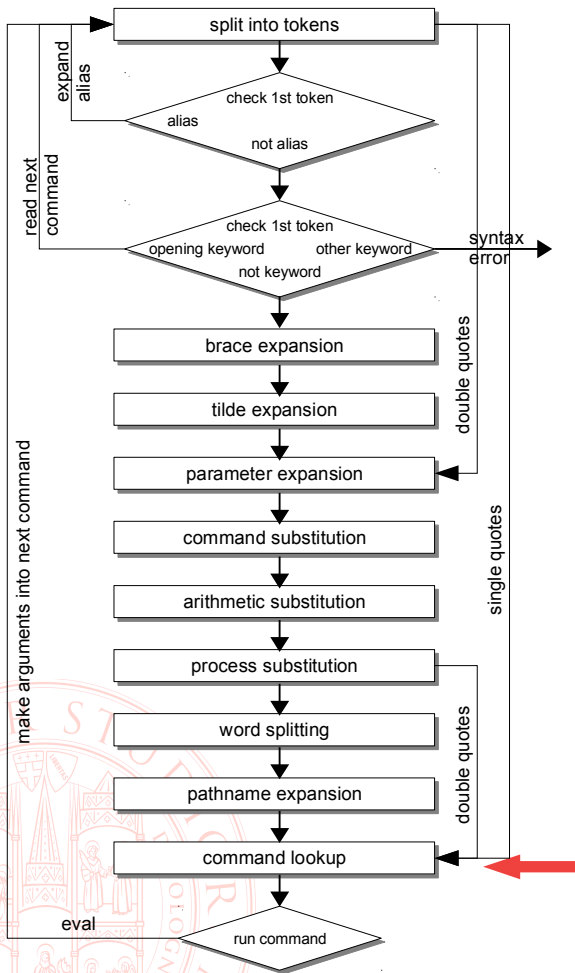 split into tokens
expand
alias
check 1st token
alias
not alias
read next
command
check 1st token
opening keyword
other keyword
not keyword
syntax
error
brace expansion
tilde expansion
double quotes
parameter expansion
command substitution
single quotes
arithmetic substitution
make arguments into next command
process substitution
word splitting
double quotes
pathname expansion
command lookup
eval
run command